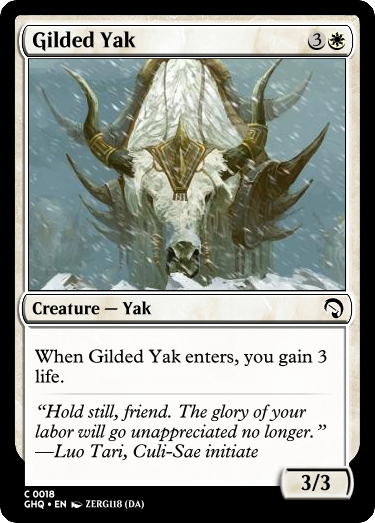 Gilded Yak 3
Creature — Yak
When Gilded Yak enters, you gain 3
life.
“Hold still, friend. The glory of your
labor will go unappreciated no longer.”
—Luo Tari, Culi-Sae initiate
3/3
C 0018
GHQ • EN ZERG118 (DA)